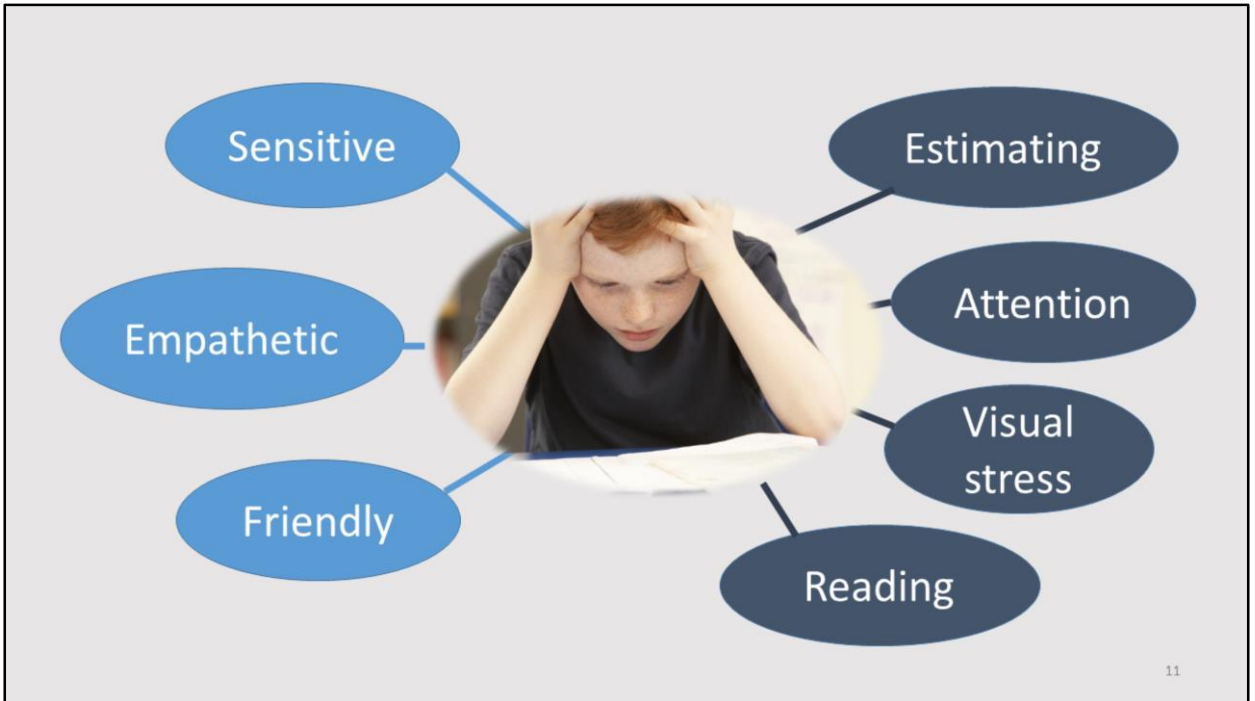 Sensitive
Empathetic
Friendly
Estimating
Attention
Visual
stress
Reading
11